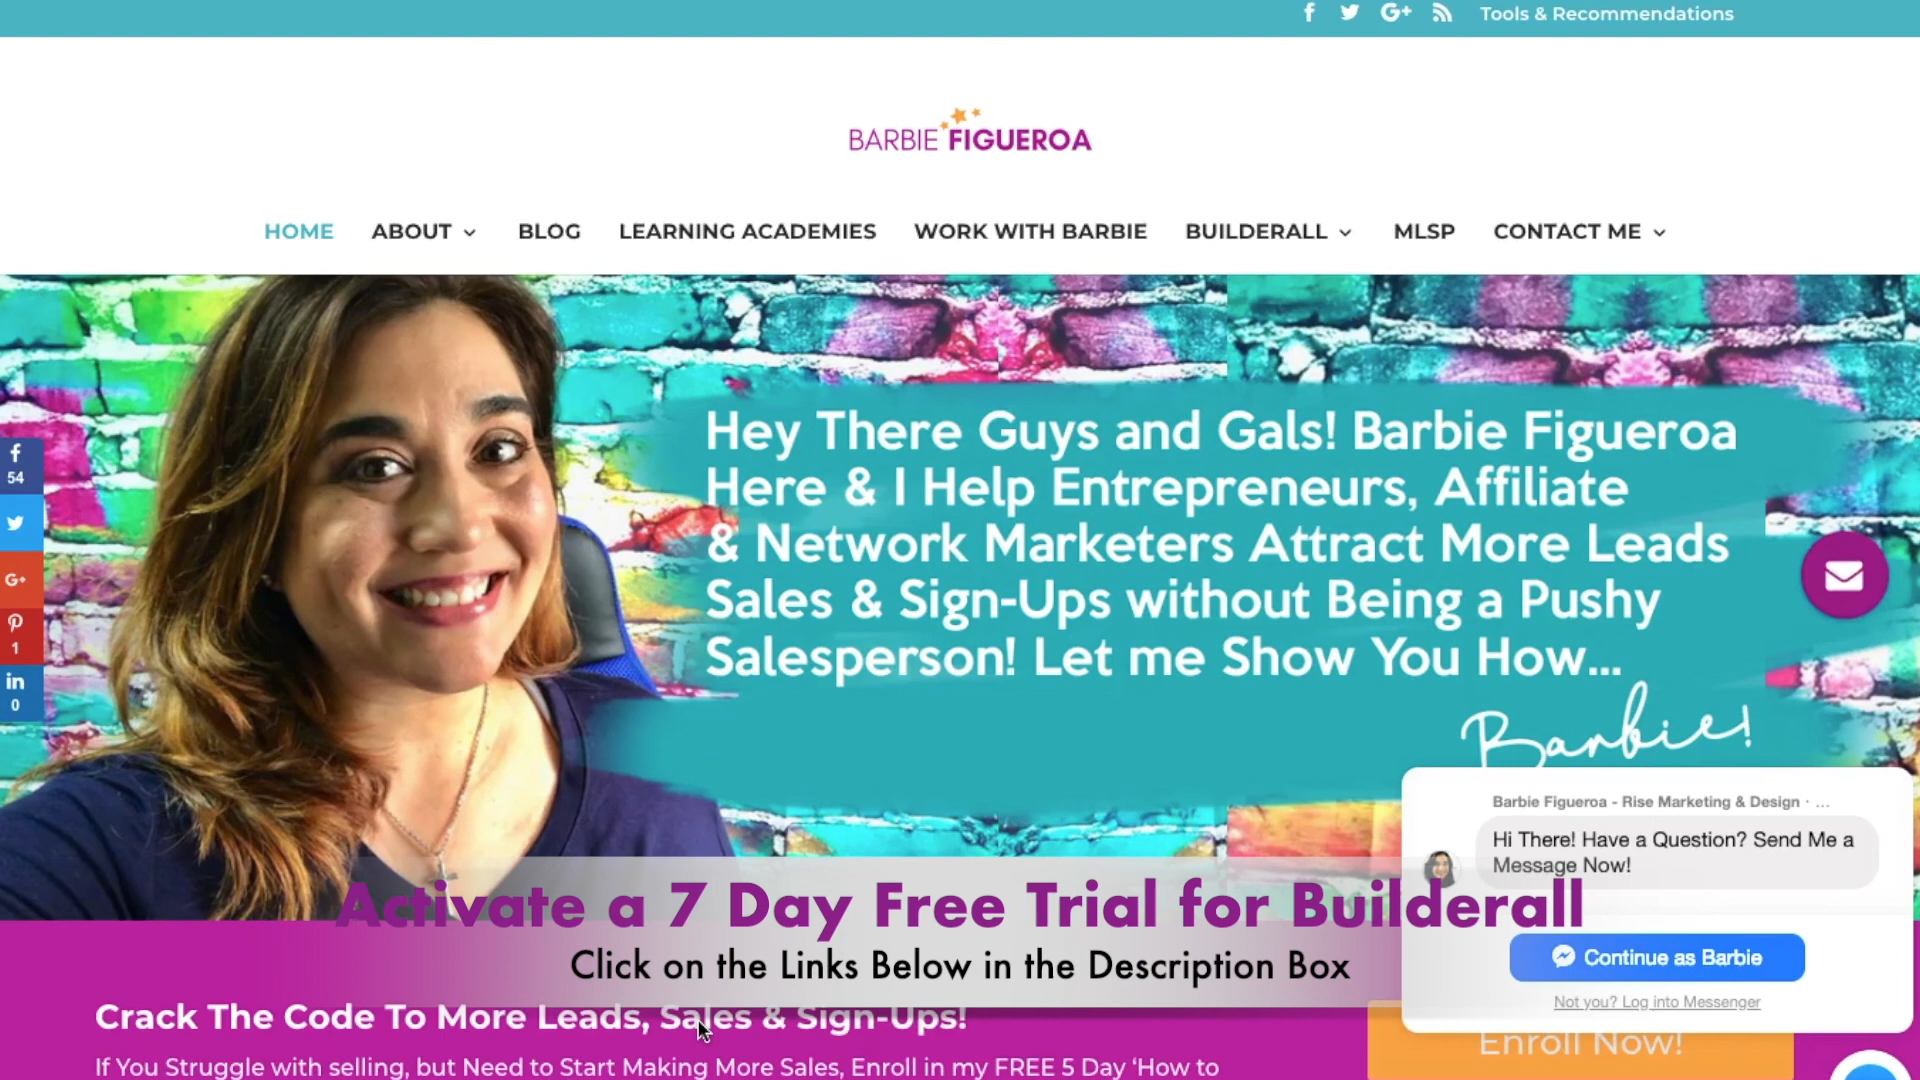 Tools & Recommendations
BARBIE FIGUEROA
HOME ABOUT BLOG LEARNING ACADEMIES WORK WITH BARBIE BUILDERALL MLSP CONTACT ME
Hey There Guys and Gals! Barbie Figueroa
Here & I Help Entrepreneurs, Affiliate
& Network Marketers Attract More Leads
Sales & Sign-Ups without Being a Pushy
Salesperson! Let me Show You How...
Barbie!
54
G+
1
in
0
Barbie Figueroa - Rise Marketing & Design · ...
Hi There! Have a Question? Send Me a
Message Now!
Continue as Barbie
Not you? Log into Messenger
Activate a 7 Day Free Trial for Builderall
Click on the Links Below in the Description Box
Crack The Code To More Leads, Sales & Sign-Ups!
If You Struggle with selling, but Need to Start Making More Sales, Enroll in my FREE 5 Day ‘How to
Enroll Now!